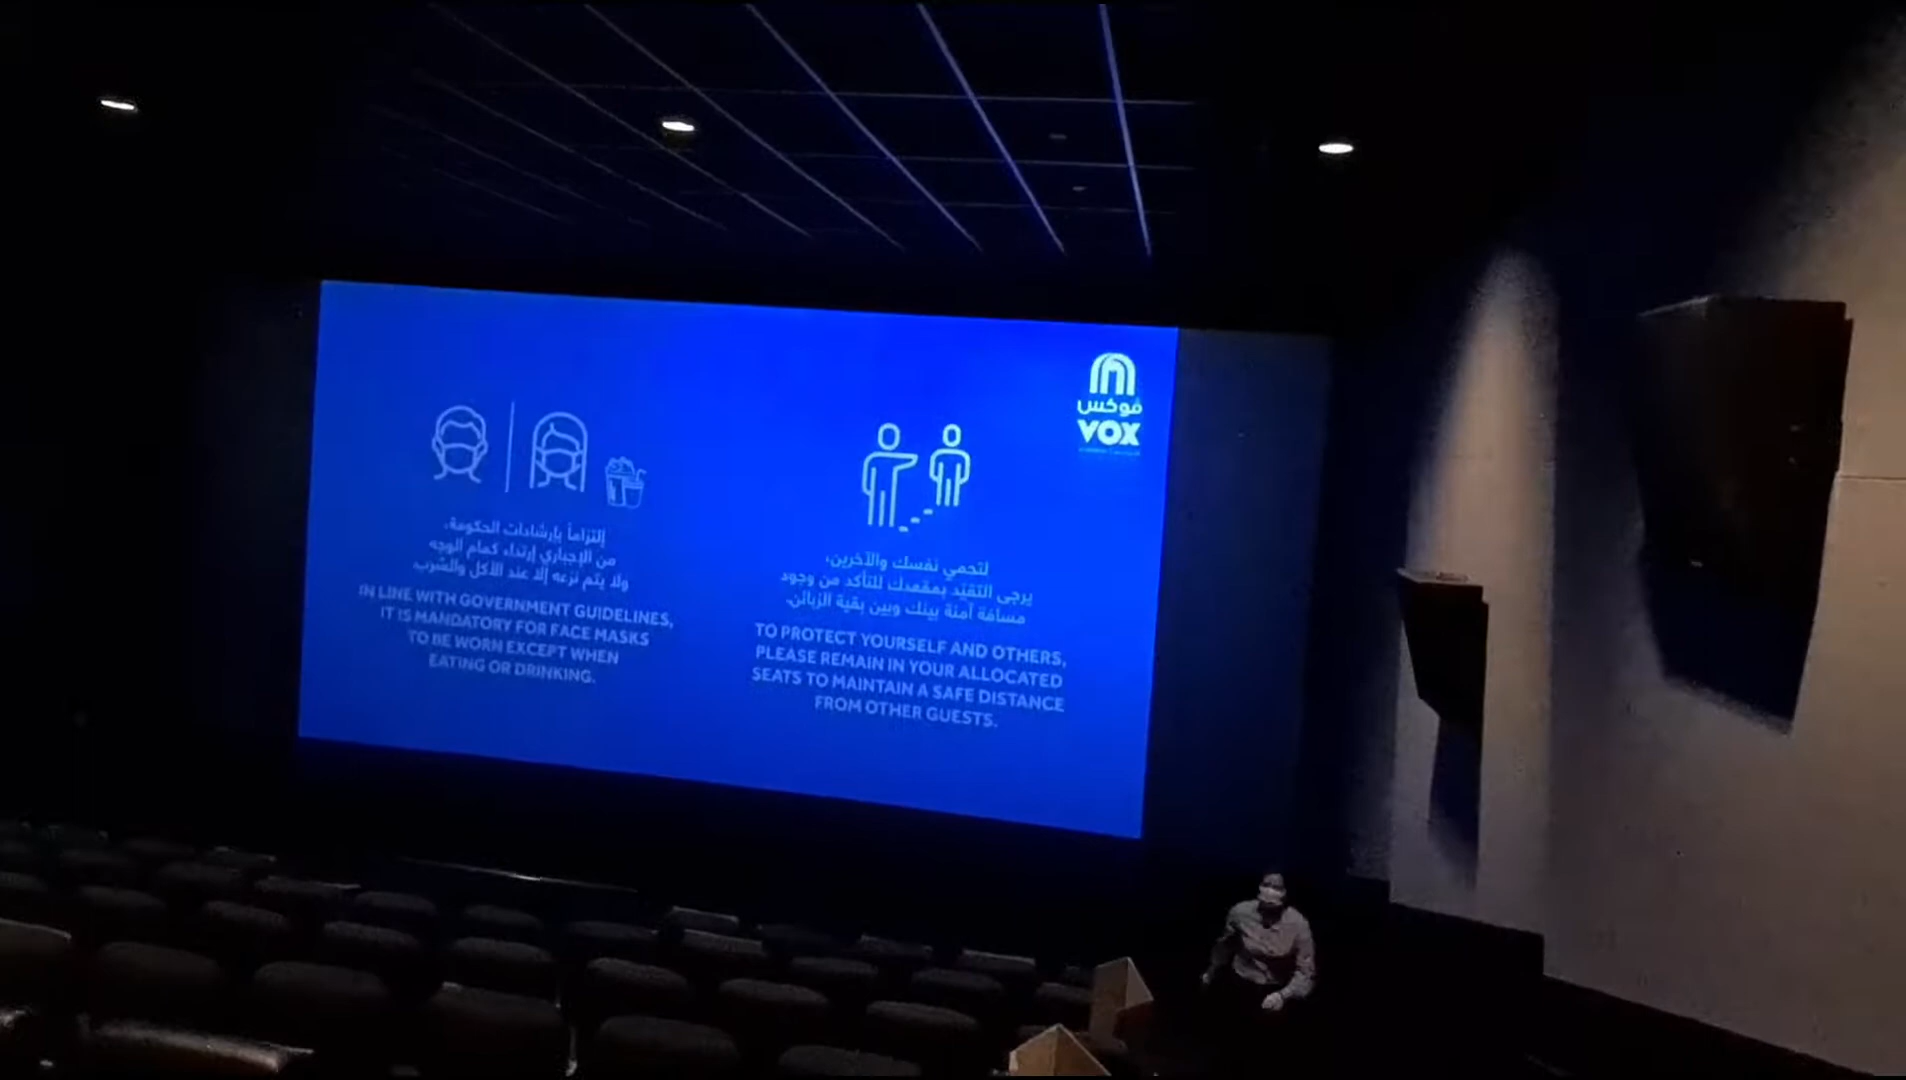 إلتزاماً بإرشادات الحكومة،
من الإجباري إرتداء كمام الوجه
ولا يتم نزعه إلا عند الأكل والشرب.
IN LINE WITH GOVERNMENT GUIDELINES,
IT IS MANDATORY FOR FACE MASKS
TO BE WORN EXCEPT WHEN
EATING OR DRINKING.
فوكس
VOX
لتحمي نفسك والآخرين،
يرجى التقيّد بمقعدك للتأكد من وجود
مسافة آمنة بينك وبين بقية الزبائن.
TO PROTECT YOURSELF AND OTHERS,
PLEASE REMAIN IN YOUR ALLOCATED
SEATS TO MAINTAIN A SAFE DISTANCE
FROM OTHER GUESTS.